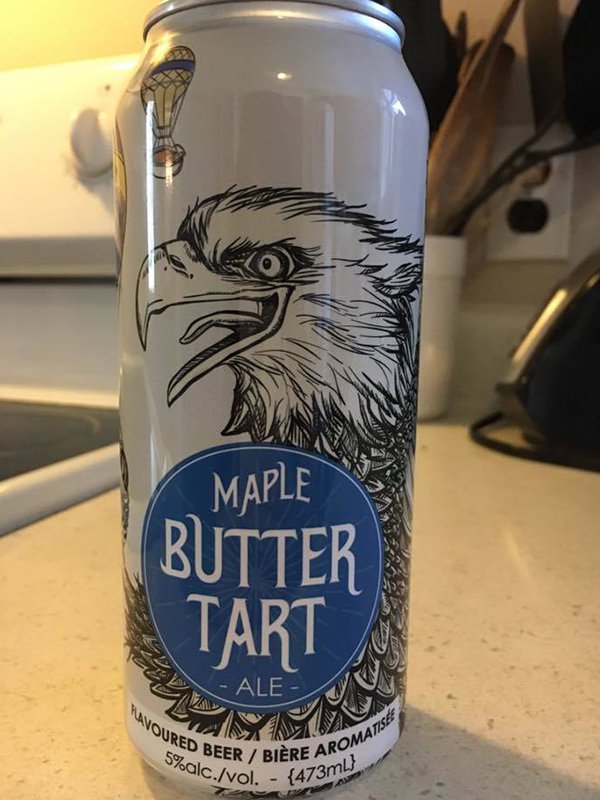 MAPLE
BUTTER
TART
- ALE -
FLAVOURED BEER / BIÈRE AROMATISÉE
5%alc./vol. - {473mL}